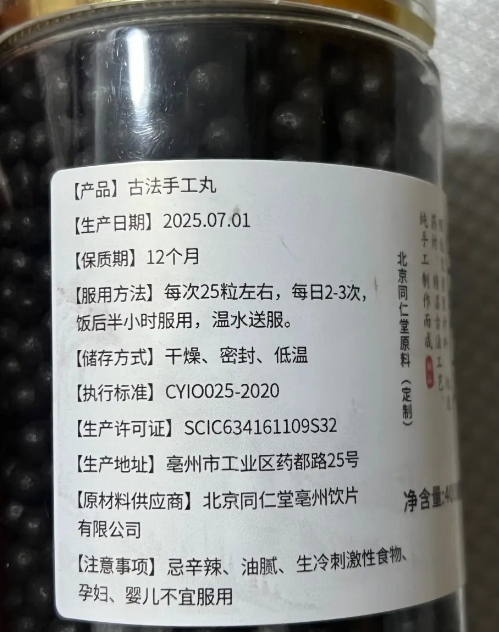 【产品】古法手工丸
【生产日期】2025.07.01
【保质期】12个月
【服用方法】每次25粒左右，每日2-3次，
饭后半小时服用，温水送服。
【储存方式】干燥、密封、低温
【执行标准】CYIO025-2020
【生产许可证】SCIC634161109S32
【生产地址】亳州市工业区药都路25号
【原材料供应商】北京同仁堂亳州饮片
有限公司
【注意事项】忌辛辣、油腻、生冷刺激性食物、
孕妇、婴儿不宜服用
北京同仁堂原料（定制）
纯手工制作而成
净含量: